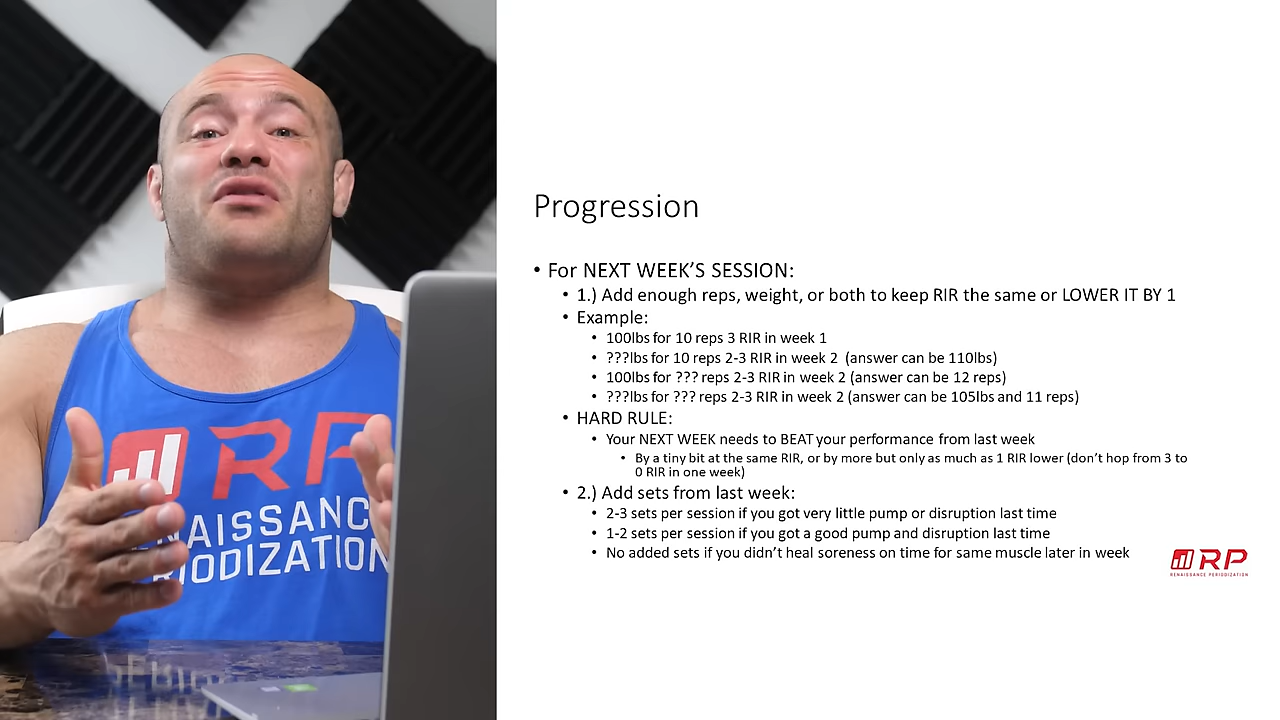 RP
RENAISSANCE
PERIODIZATION
Progression
• For NEXT WEEK'S SESSION:
• 1.) Add enough reps, weight, or both to keep RIR the same or LOWER IT BY 1
• Example:
• 100lbs for 10 reps 3 RIR in week 1
• ???lbs for 10 reps 2-3 RIR in week 2 (answer can be 110lbs)
• 100lbs for ??? reps 2-3 RIR in week 2 (answer can be 12 reps)
• ???lbs for ??? reps 2-3 RIR in week 2 (answer can be 105lbs and 11 reps)
• HARD RULE:
• Your NEXT WEEK needs to BEAT your performance from last week
• By a tiny bit at the same RIR, or by more but only as much as 1 RIR lower (don't hop from 3 to
0 RIR in one week)
• 2.) Add sets from last week:
• 2-3 sets per session if you got very little pump or disruption last time
• 1-2 sets per session if you got a good pump and disruption last time
• No added sets if you didn't heal soreness on time for same muscle later in week
RP
RENAISSANCE PERIODIZATION